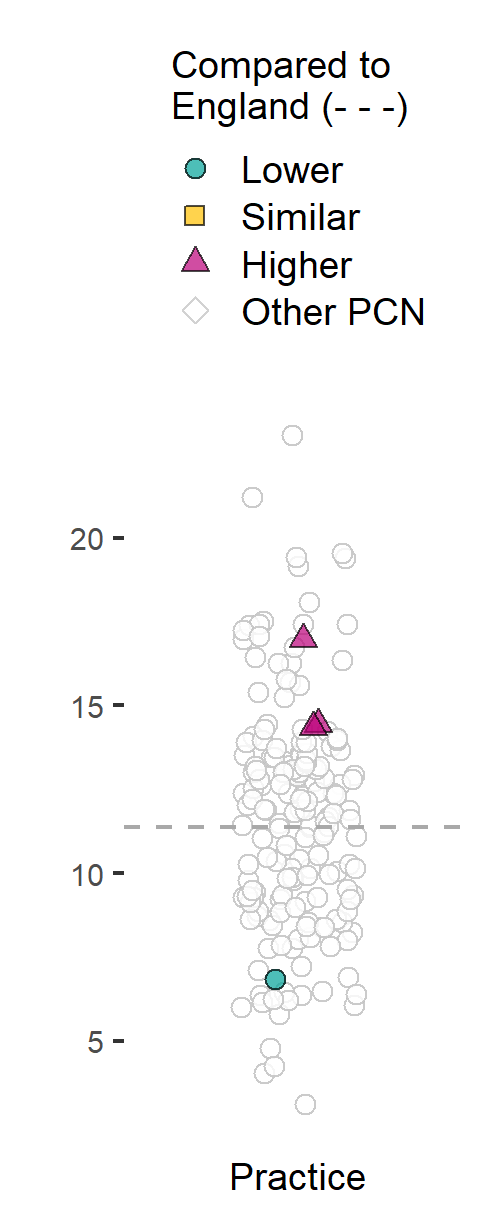 Compared to
England (- - -)
Lower
Similar
Higher
Other PCN
20
15
10
5
Practice